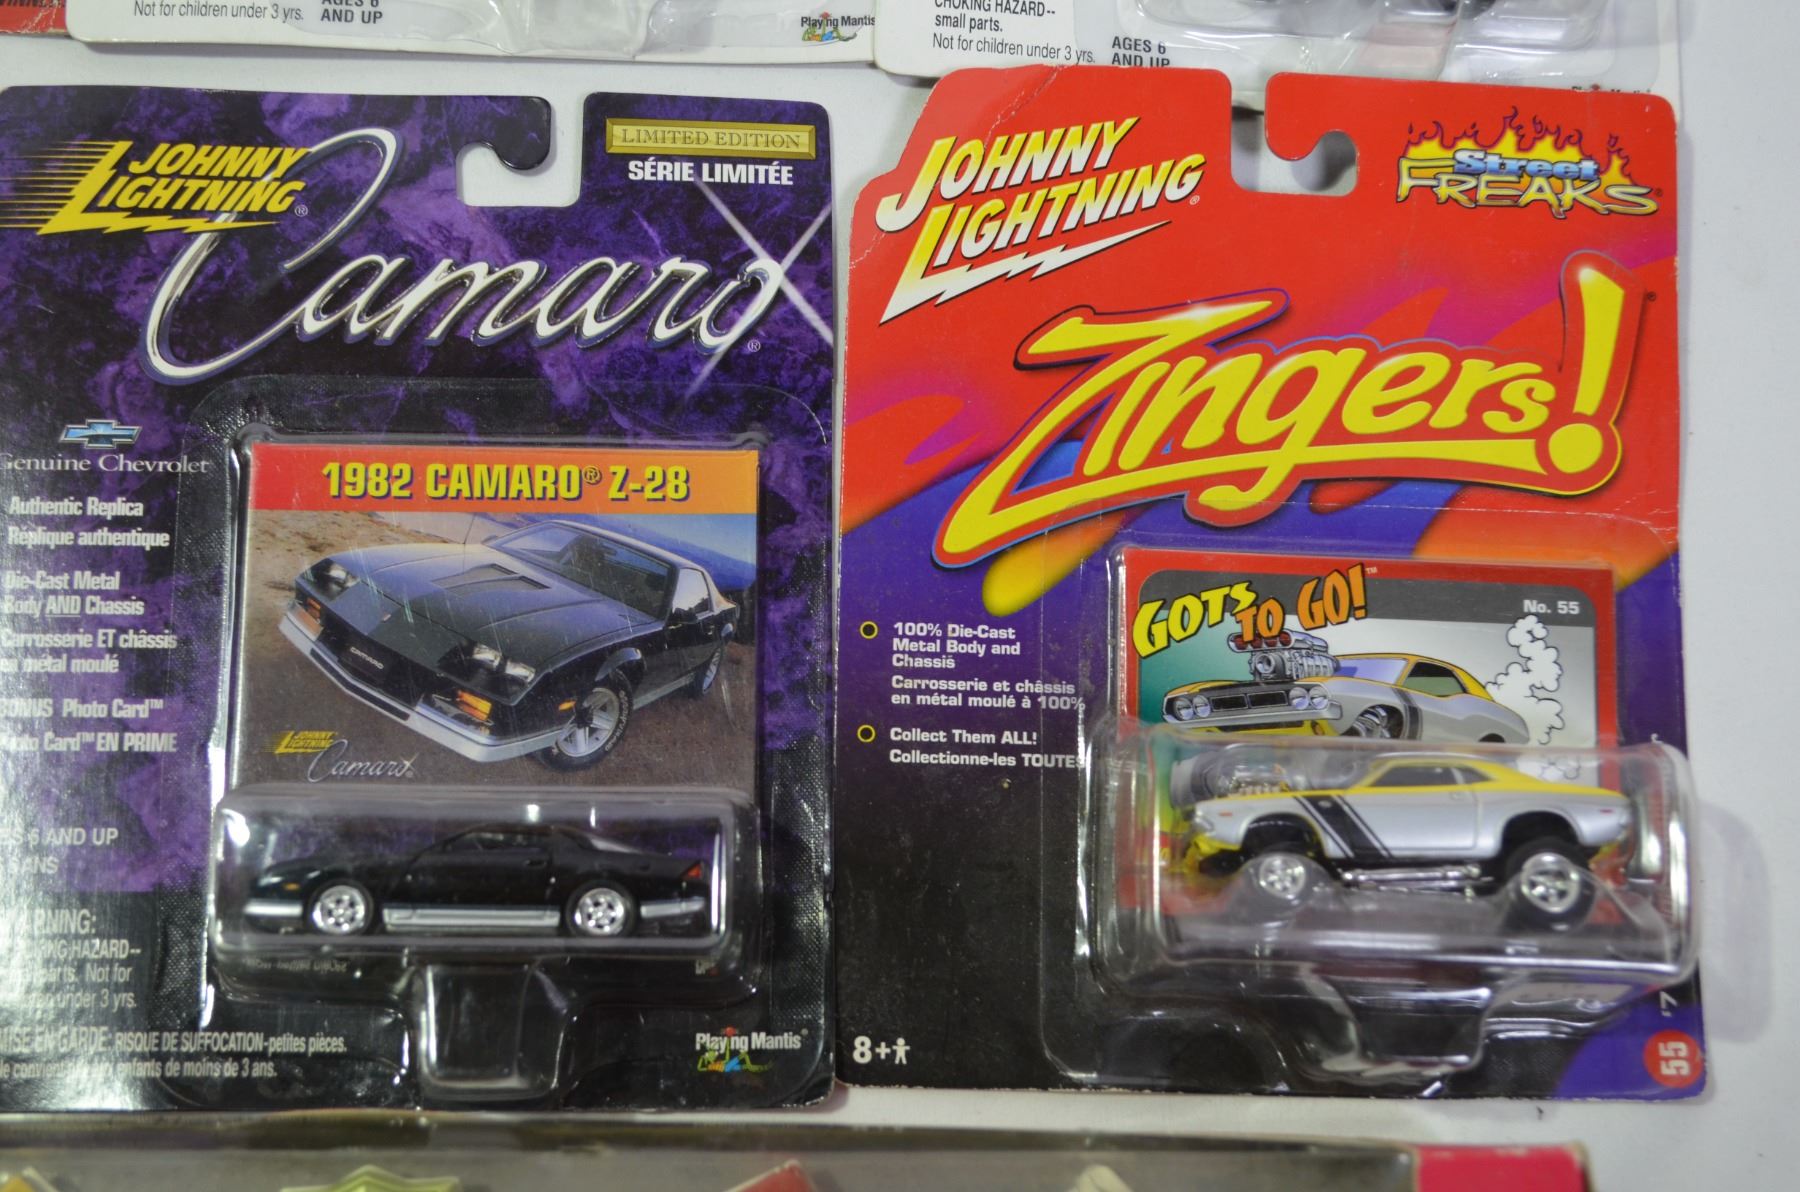 Not for children under 3 yrs.
AGES 6
AND UP
Playing Mantis
CHOKING HAZARD--
small parts.
Not for children under 3 yrs.
AGES 6
AND UP
JOHNNY
LIGHTNING®
LIMITED EDITION
SÉRIE LIMITÉE
Camaro®
Genuine Chevrolet
Authentic Replica
Réplique authentique
Die-Cast Metal
Body AND Chassis
Carrosserie ET châssis
en métal moulé
BONUS Photo Card™
Photo Card™ EN PRIME
6 AND UP
ANS
WARNING:
CHOKING HAZARD--
parts. Not for
under 3 yrs.
MISE EN GARDE: RISQUE DE SUFFOCATION-petites pièces.
enfants de moins de 3 ans.
1982 CAMARO® Z-28
CAMARO
JOHNNY
LIGHTNING
Camaro
Playing Mantis®
JOHNNY
LIGHTNING®
Street
FREAKS®
Zingers!®
100% Die-Cast
Metal Body and
Chassis
Carrosserie et châssis
en métal moulé à 100%
Collect Them ALL!
Collectionne-les TOUTES
GOTS
TO GO!™
No. 55
8+
55